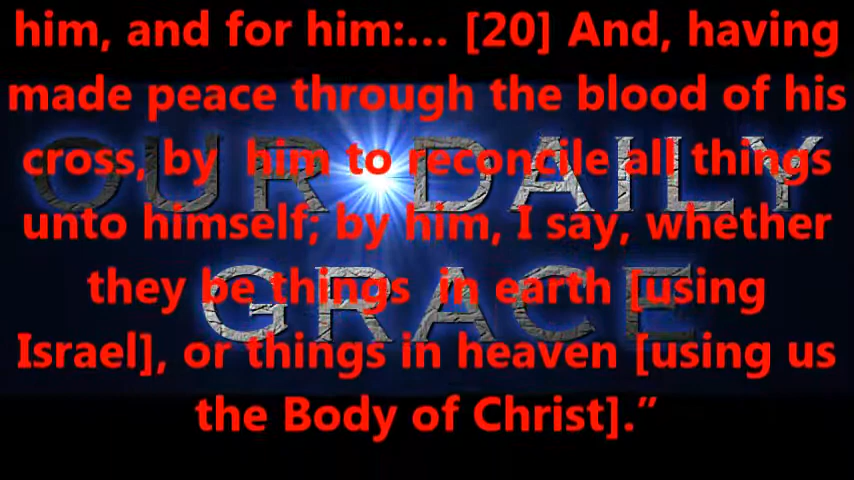 him, and for him:... [20] And, having
made peace through the blood of his
cross, by him to reconcile all things
unto himself; by him, I say, whether
they be things in earth [using
Israel], or things in heaven [using us
the Body of Christ].”
OUR DAILY
GRACE